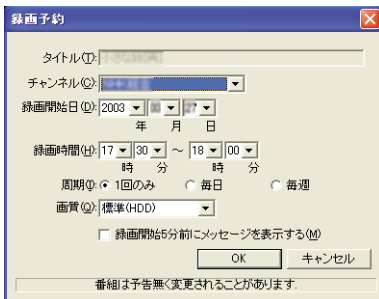 録画予約
タイトル(T):
チャンネル(C):
録画開始日(D): 2003 27
年 月 日
録画時間(H): 17 30 ~ 18 00
時 分 時 分
周期(I): 1回のみ 毎日 毎週
画質(Q): 標準(HDD)
録画開始5分前にメッセージを表示する(M)
OK キャンセル
番組は予告無く変更されることがあります.